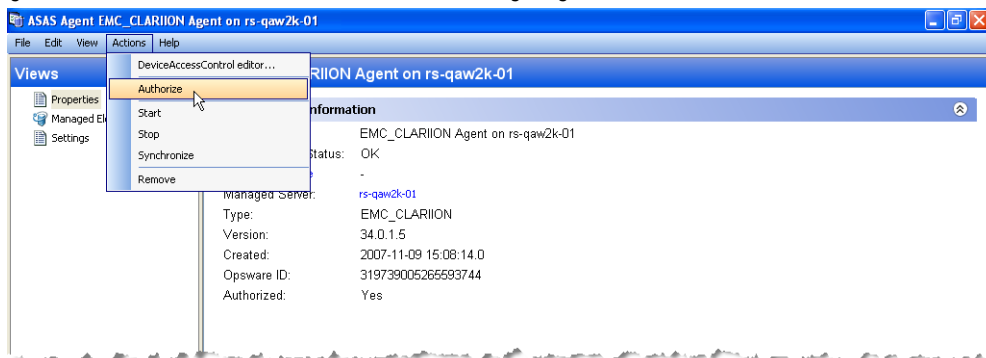 ASAS Agent EMC_CLARIION Agent on rs-qaw2k-01
File Edit View Actions Help
DeviceAccessControl editor...
Authorize
Start
Stop
Synchronize
Remove
Views
Properties
Managed El
Settings
RIION Agent on rs-qaw2k-01
nformation
EMC_CLARIION Agent on rs-qaw2k-01
Status: OK
-
Managed Server: rs-qaw2k-01
Type: EMC_CLARIION
Version: 34.0.1.5
Created: 2007-11-09 15:08:14.0
Opsware ID: 319739005265593744
Authorized: Yes